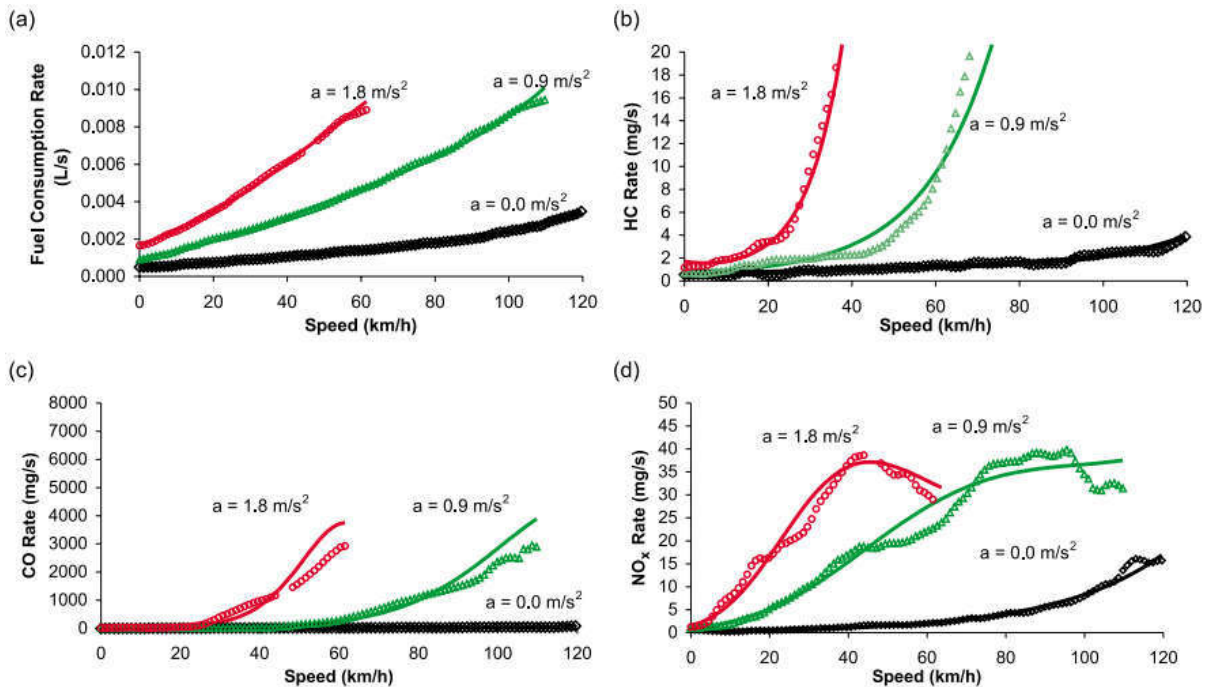 (a)
Fuel Consumption Rate
(L/s)
0.012
0.010
0.008
0.006
0.004
0.002
0.000
a = 1.8 m/s²
a = 0.9 m/s²
a = 0.0 m/s²
0 20 40 60 80 100 120
Speed (km/h)
(b)
HC Rate (mg/s)
20
18
16
14
12
10
8
6
4
2
0
a = 1.8 m/s²
a = 0.9 m/s²
a = 0.0 m/s²
0 20 40 60 80 100 120
Speed (km/h)
(c)
CO Rate (mg/s)
8000
7000
6000
5000
4000
3000
2000
1000
0
a = 1.8 m/s²
a = 0.9 m/s²
a = 0.0 m/s²
0 20 40 60 80 100 120
Speed (km/h)
(d)
NOₓ Rate (mg/s)
50
45
40
35
30
25
20
15
10
5
0
a = 1.8 m/s²
a = 0.9 m/s²
a = 0.0 m/s²
0 20 40 60 80 100 120
Speed (km/h)